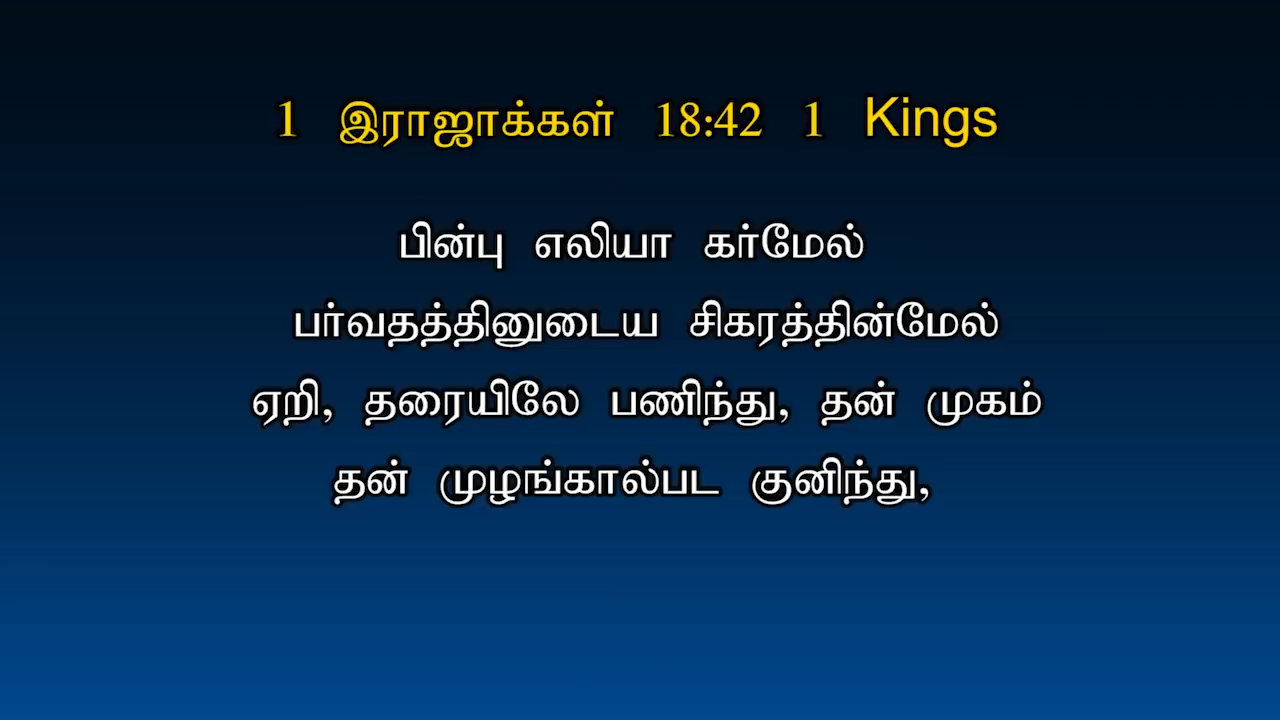 1 இராஜாக்கள் 18:42 1 Kings
பின்பு எலியா கர்மேல்
பர்வதத்தினுடைய சிகரத்தின்மேல்
ஏறி, தரையிலே பணிந்து, தன் முகம்
தன் முழங்கால்பட குனிந்து,